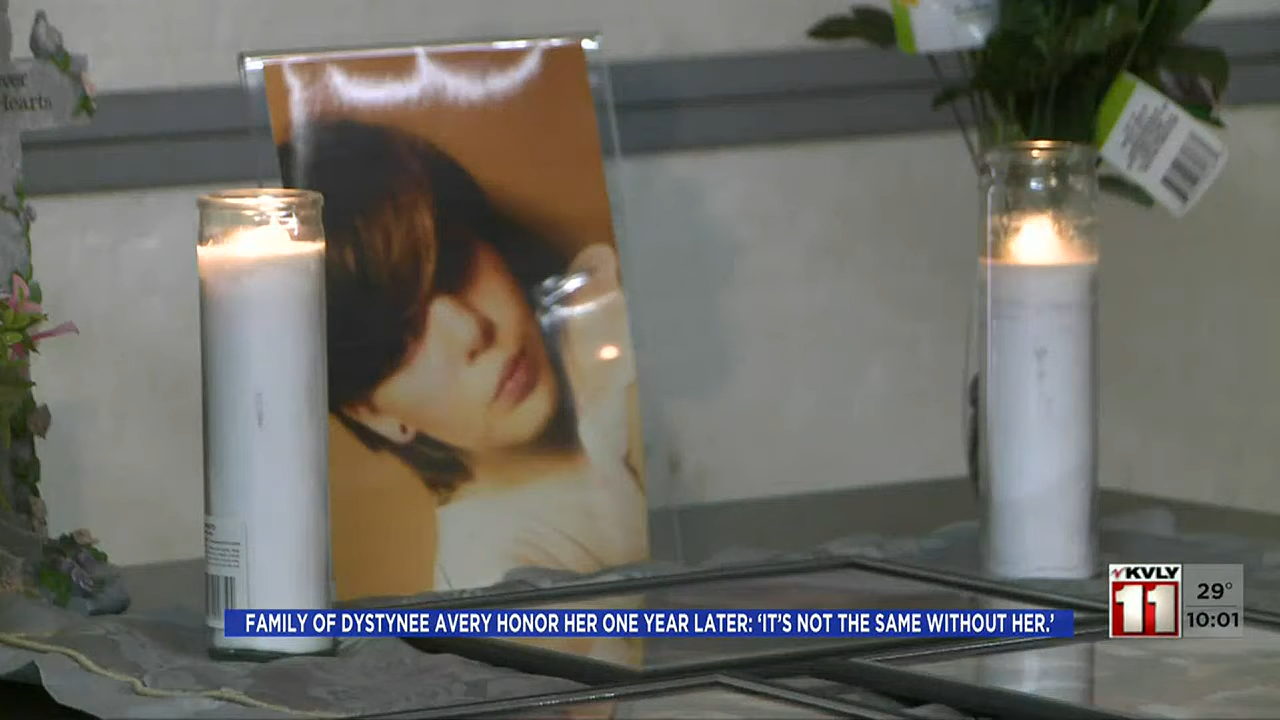 Hearts
FAMILY OF DYSTYNEE AVERY HONOR HER ONE YEAR LATER: ‘IT’S NOT THE SAME WITHOUT HER.’
KVLY
11
29°
10:01